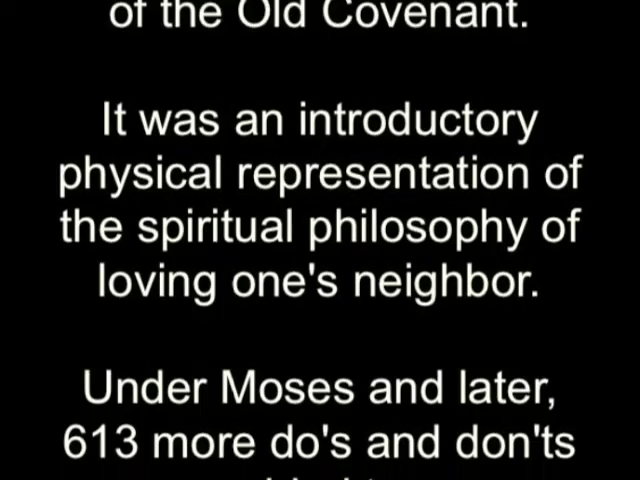 of the Old Covenant.
It was an introductory
physical representation of
the spiritual philosophy of
loving one's neighbor.
Under Moses and later,
613 more do's and don'ts